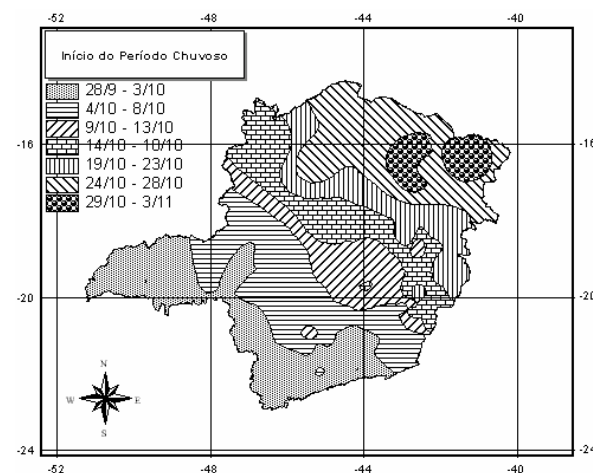 -52 -48 -44 -40
Início do Período Chuvoso
28/9 - 3/10
4/10 - 8/10
9/10 - 13/10
14/10 -
19/10 - 23/10
24/10 - 28/10
29/10 - 3/11
-16 -16
-20 -20
N
W E
S
-24 -24
-52 -48 -44 -40